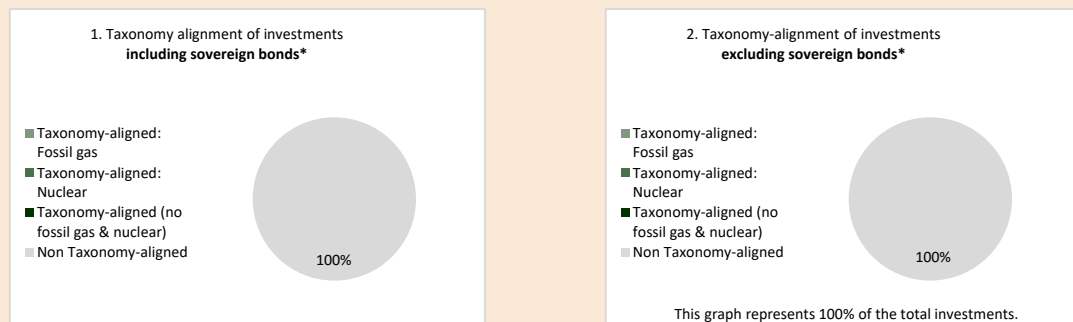 1. Taxonomy alignment of investments
including sovereign bonds*
Taxonomy-aligned:
Fossil gas
Taxonomy-aligned:
Nuclear
Taxonomy-aligned (no
fossil gas & nuclear)
Non Taxonomy-aligned
100%
2. Taxonomy-alignment of investments
excluding sovereign bonds*
Taxonomy-aligned:
Fossil gas
Taxonomy-aligned:
Nuclear
Taxonomy-aligned (no
fossil gas & nuclear)
Non Taxonomy-aligned
100%
This graph represents 100% of the total investments.